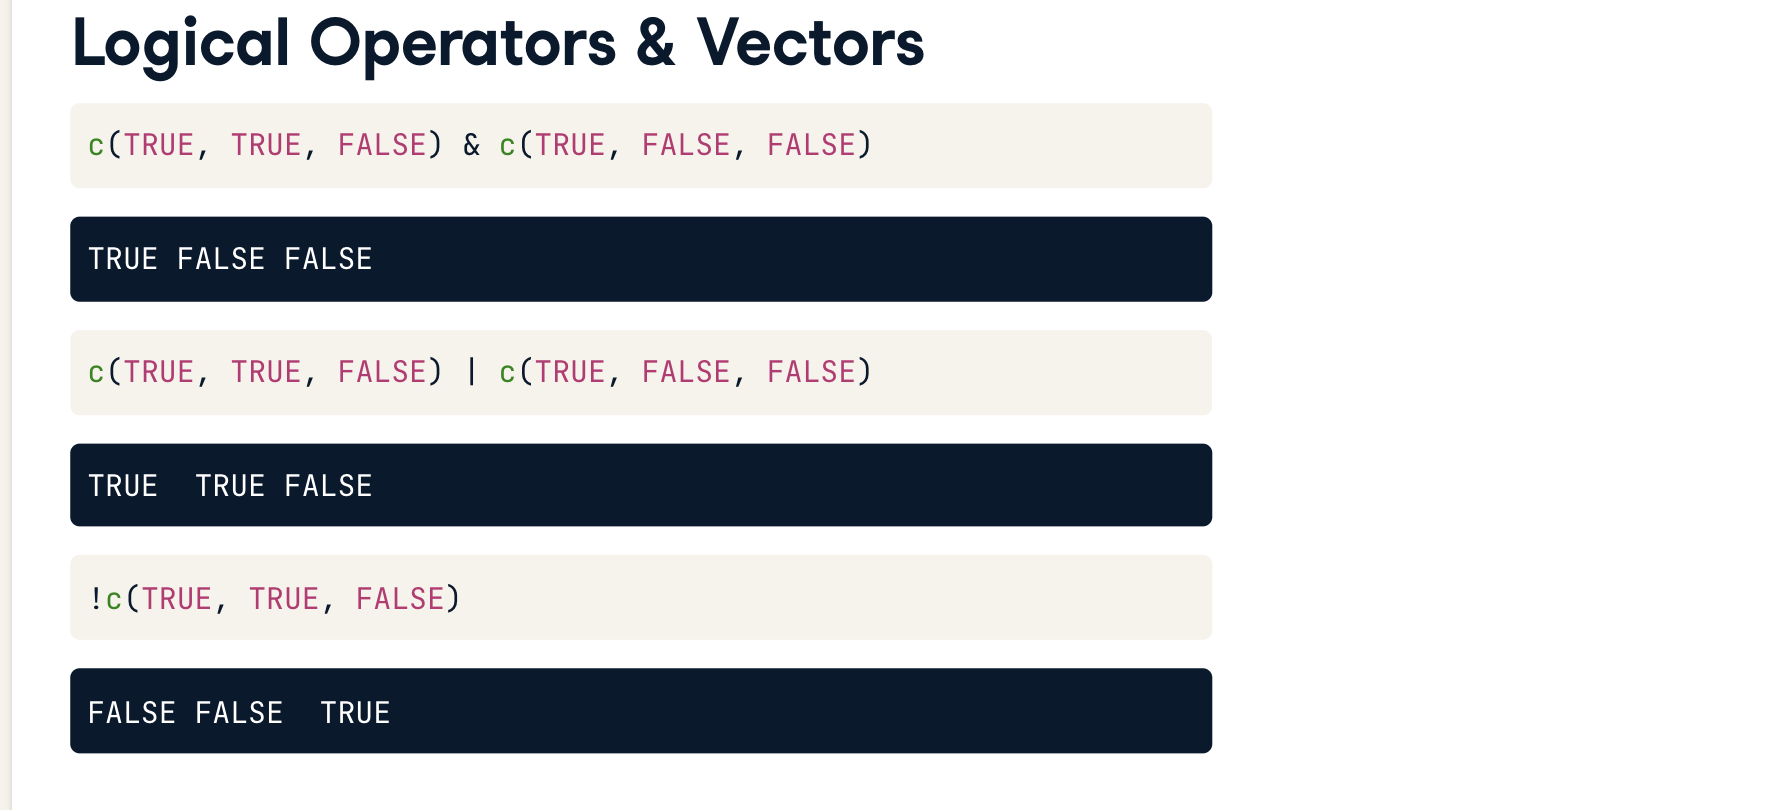 Logical Operators & Vectors
c(TRUE, TRUE, FALSE) & c(TRUE, FALSE, FALSE)
TRUE FALSE FALSE
c(TRUE, TRUE, FALSE) | c(TRUE, FALSE, FALSE)
TRUE  TRUE FALSE
!c(TRUE, TRUE, FALSE)
FALSE FALSE  TRUE